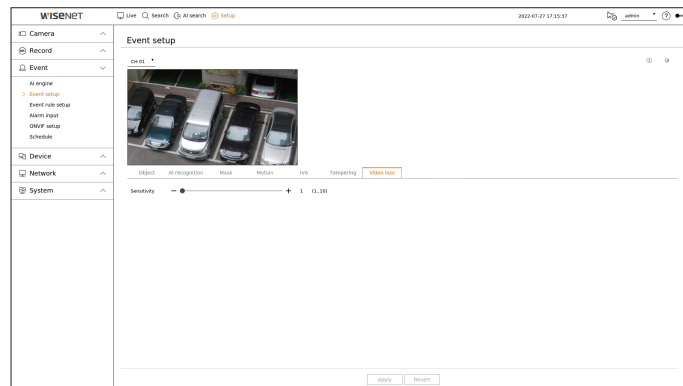 WISENET
Live Search AI search Setup
2022-07-27 17:15:37
admin
?
Camera
Record
Event
AI engine
> Event setup
Event rule setup
Alarm input
ONVIF setup
Schedule
Device
Network
System
Event setup
CH 01
Object AI recognition Mask Motion IVA Tampering Video loss
Sensitivity − + 1 (1..10)
Apply Revert